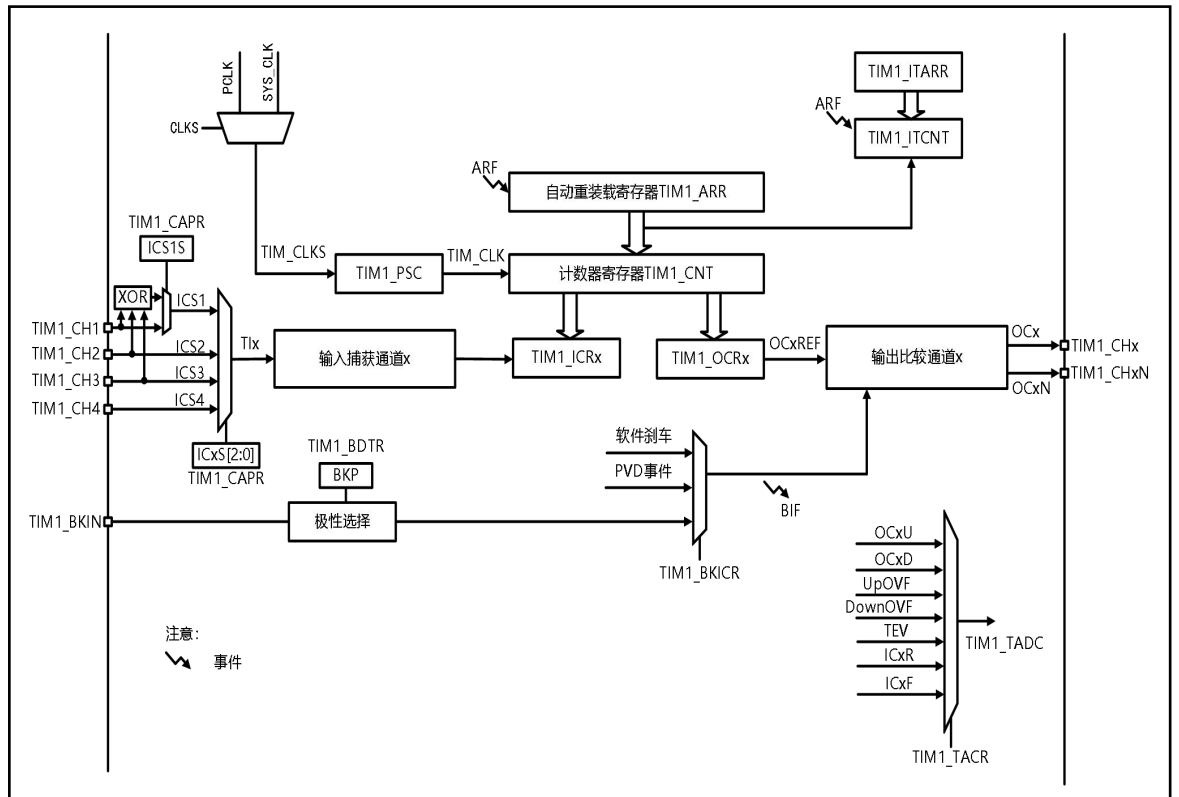 PCLK
SYS_CLK
CLKS
TIM1_ITARR
ARF
TIM1_ITCNT
ARF
自动重装载寄存器TIM1_ARR
TIM1_CAPR
ICS1S
TIM_CLKS
TIM1_PSC
TIM_CLK
计数器寄存器TIM1_CNT
XOR
ICS1
TIM1_CH1
TIM1_CH2
ICS2
TIM1_CH3
ICS3
TIM1_CH4
ICS4
TIx
输入捕获通道x
TIM1_ICRx
TIM1_OCRx
OCxREF
输出比较通道x
OCx
TIM1_CHx
OCxN
TIM1_CHxN
ICxS[2:0]
TIM1_CAPR
TIM1_BDTR
BKP
软件刹车
PVD事件
TIM1_BKIN
极性选择
BIF
TIM1_BKICR
OCxU
OCxD
UpOVF
DownOVF
TEV
ICxR
ICxF
TIM1_TADC
TIM1_TACR
注意:
事件